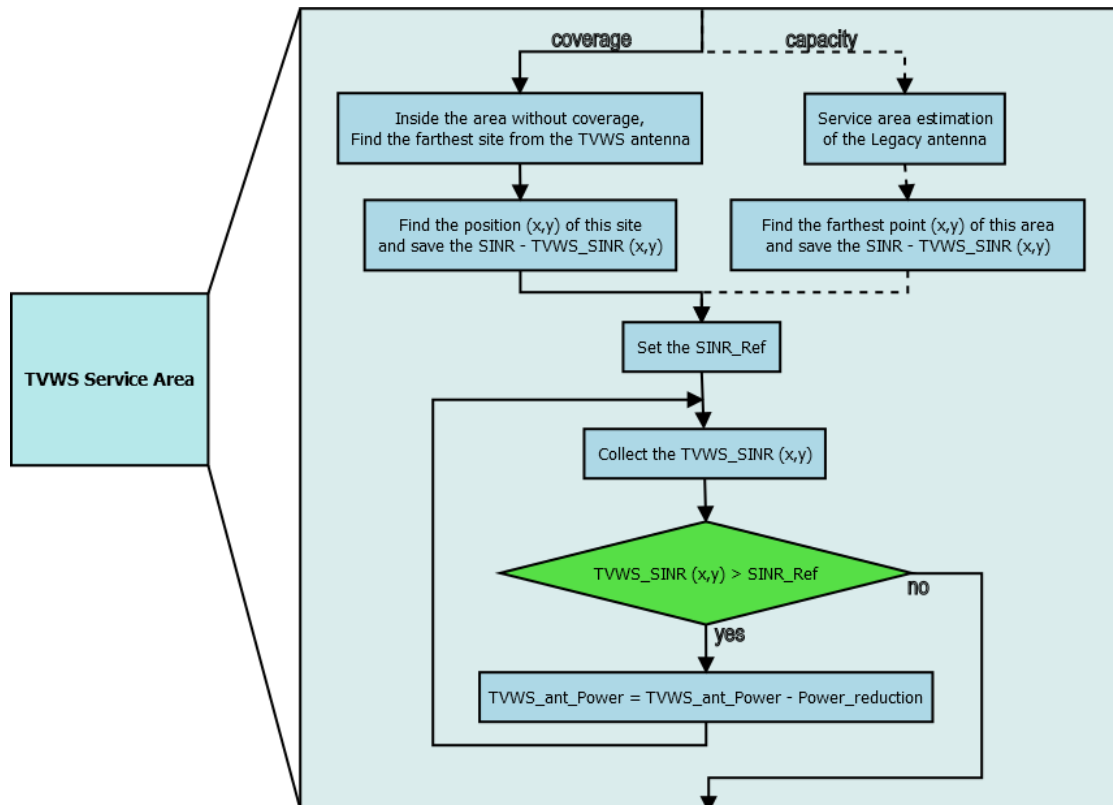 coverage
capacity
Inside the area without coverage,
Find the farthest site from the TVWS antenna
Service area estimation
of the Legacy antenna
Find the position (x,y) of this site
and save the SINR - TVWS_SINR (x,y)
Find the farthest point (x,y) of this area
and save the SINR - TVWS_SINR (x,y)
Set the SINR_Ref
TVWS Service Area
Collect the TVWS_SINR (x,y)
TVWS_SINR (x,y) > SINR_Ref
no
yes
TVWS_ant_Power = TVWS_ant_Power - Power_reduction